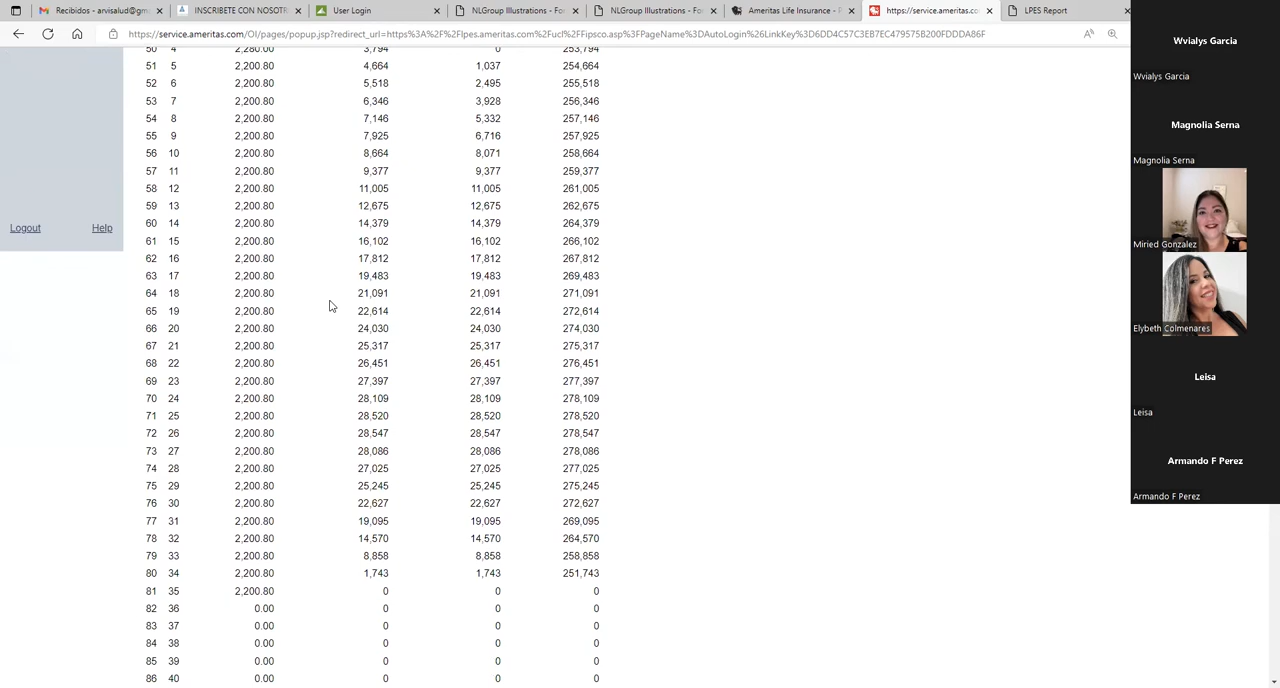 Recibidos - arvisalud@gm
INSCRIBETE CON NOSOTR
User Login
NLGroup Illustrations - Fo
NLGroup Illustrations - Fo
Ameritas Life Insurance - P
https://service.ameritas.co
LPES Report
https://service.ameritas.com/OI/pages/popup.jsp?redirect_url=https%3A%2F%2Flpes.ameritas.com%2Fucl%2FFipsco.asp%3FPageName%3DAutoLogin%26LinkKey%3D6DD4C57C3EB7EC479575B200FDDDA86F
50 4 2,280.00 3,794 0 253,794
51 5 2,200.80 4,664 1,037 254,664
52 6 2,200.80 5,518 2,495 255,518
53 7 2,200.80 6,346 3,928 256,346
54 8 2,200.80 7,146 5,332 257,146
55 9 2,200.80 7,925 6,716 257,925
56 10 2,200.80 8,664 8,071 258,664
57 11 2,200.80 9,377 9,377 259,377
58 12 2,200.80 11,005 11,005 261,005
59 13 2,200.80 12,675 12,675 262,675
60 14 2,200.80 14,379 14,379 264,379
61 15 2,200.80 16,102 16,102 266,102
62 16 2,200.80 17,812 17,812 267,812
63 17 2,200.80 19,483 19,483 269,483
64 18 2,200.80 21,091 21,091 271,091
65 19 2,200.80 22,614 22,614 272,614
66 20 2,200.80 24,030 24,030 274,030
67 21 2,200.80 25,317 25,317 275,317
68 22 2,200.80 26,451 26,451 276,451
69 23 2,200.80 27,397 27,397 277,397
70 24 2,200.80 28,109 28,109 278,109
71 25 2,200.80 28,520 28,520 278,520
72 26 2,200.80 28,547 28,547 278,547
73 27 2,200.80 28,086 28,086 278,086
74 28 2,200.80 27,025 27,025 277,025
75 29 2,200.80 25,245 25,245 275,245
76 30 2,200.80 22,627 22,627 272,627
77 31 2,200.80 19,095 19,095 269,095
78 32 2,200.80 14,570 14,570 264,570
79 33 2,200.80 8,858 8,858 258,858
80 34 2,200.80 1,743 1,743 251,743
81 35 2,200.80 0 0 0
82 36 0.00 0 0 0
83 37 0.00 0 0 0
84 38 0.00 0 0 0
85 39 0.00 0 0 0
86 40 0.00 0 0 0
Logout Help
Wvialys Garcia
Wvialys Garcia
Magnolia Serna
Magnolia Serna
Miried Gonzalez
Elybeth Colmenares
Leisa
Leisa
Armando F Perez
Armando F Perez